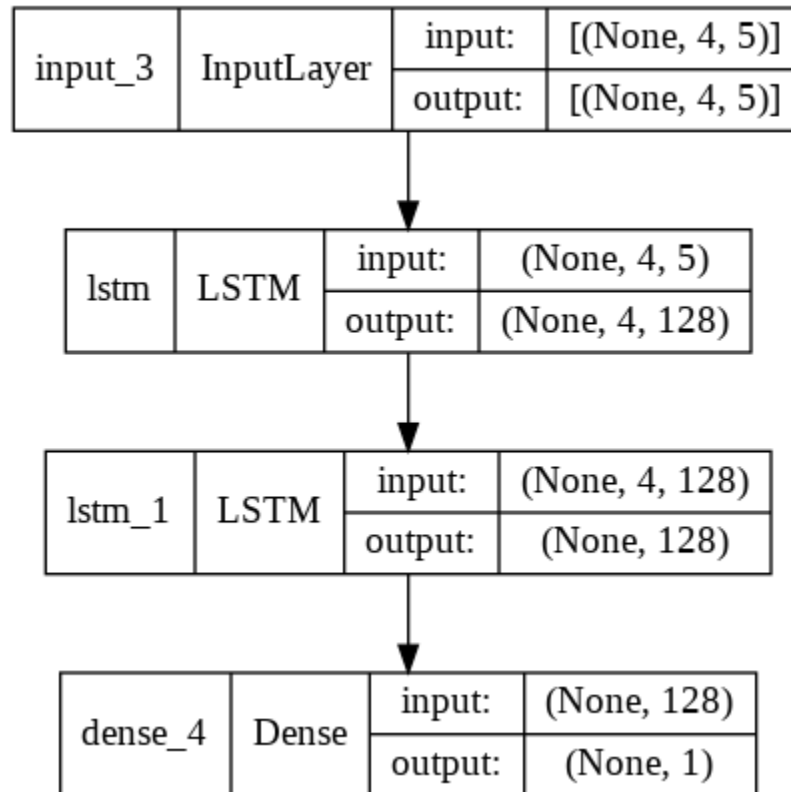 input_3 InputLayer input: [(None, 4, 5)]
output: [(None, 4, 5)]
lstm LSTM input: (None, 4, 5)
output: (None, 4, 128)
lstm_1 LSTM input: (None, 4, 128)
output: (None, 128)
dense_4 Dense input: (None, 128)
output: (None, 1)